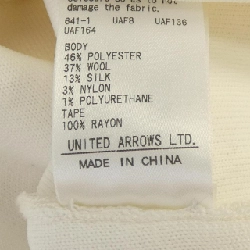 damage the fabric.
841-1 UAF8 UAF136
UAF164
BODY
46% POLYESTER
37% WOOL
13% SILK
3% NYLON
1% POLYURETHANE
TAPE
100% RAYON
UNITED ARROWS LTD.
MADE IN CHINA